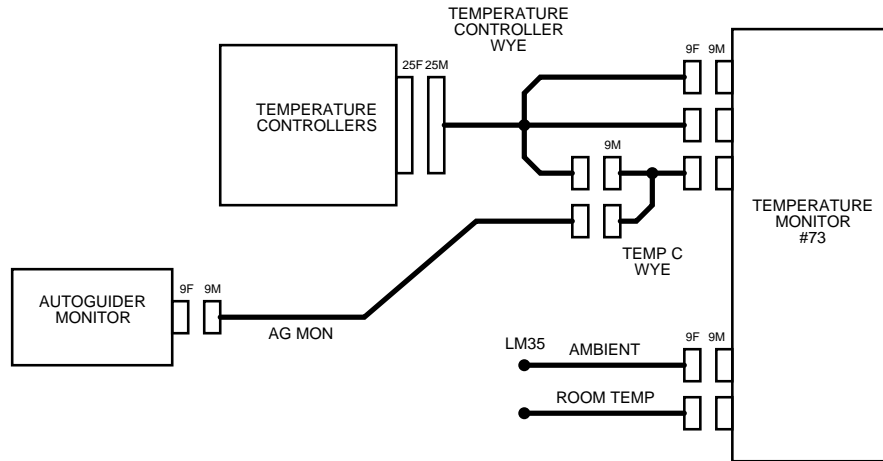 TEMPERATURE
CONTROLLER
WYE
9F 9M
25F 25M
TEMPERATURE
CONTROLLERS
9M
TEMPERATURE
MONITOR
#73
TEMP C
WYE
9F 9M
AUTOGUIDER
MONITOR
AG MON
9F 9M
LM35
AMBIENT
ROOM TEMP